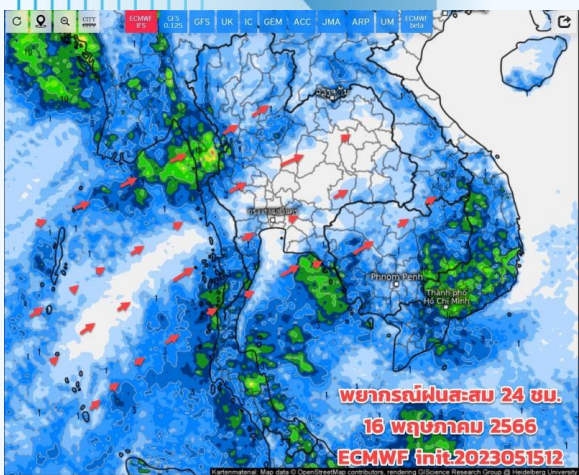 CITY
ECMWF IFS
GFS 0.125
GFS
UK
IC
GEM
ACC
JMA
ARP
UM
ECMWF beta
Phnom Penh
Thành phố
Hồ Chí Minh
พยากรณ์ฝนสะสม 24 ชม.
16 พฤษภาคม 2566
ECMWF init.2023051512
Kartenmaterial: Map data © OpenStreetMap contributors, rendering GIScience Research Group @ Heidelberg University